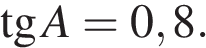 tg A = 0, 8.